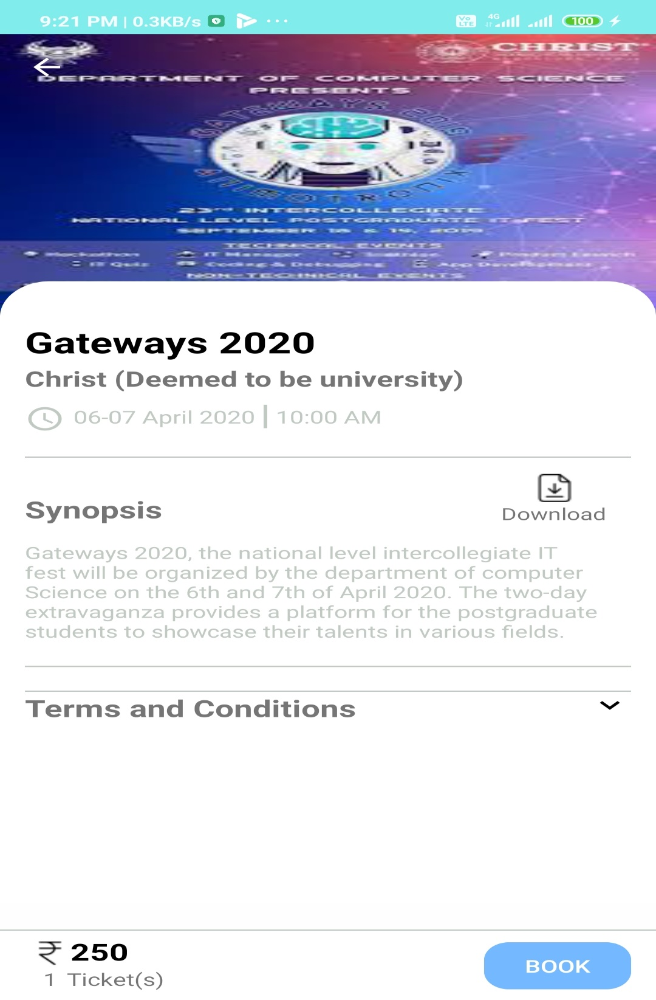 9:21 PM | 0.3KB/s ... Vo LTE 4G 100
CHRIST
DEPARTMENT OF COMPUTER SCIENCE
PRESENTS
23RD INTERCOLLEGIATE
NATIONAL LEVEL POSTGRADUATE IT FEST
SEPTEMBER 18 & 19, 2019
TECHNICAL EVENTS
Hackathon IT Manager Product Launch
IT Quiz Coding & Debugging App Development
NON-TECHNICAL EVENTS
Gateways 2020
Christ (Deemed to be university)
06-07 April 2020 | 10:00 AM
Synopsis
Download
Gateways 2020, the national level intercollegiate IT
fest will be organized by the department of computer
Science on the 6th and 7th of April 2020. The two-day
extravaganza provides a platform for the postgraduate
students to showcase their talents in various fields.
Terms and Conditions
₹ 250
1 Ticket(s)
BOOK